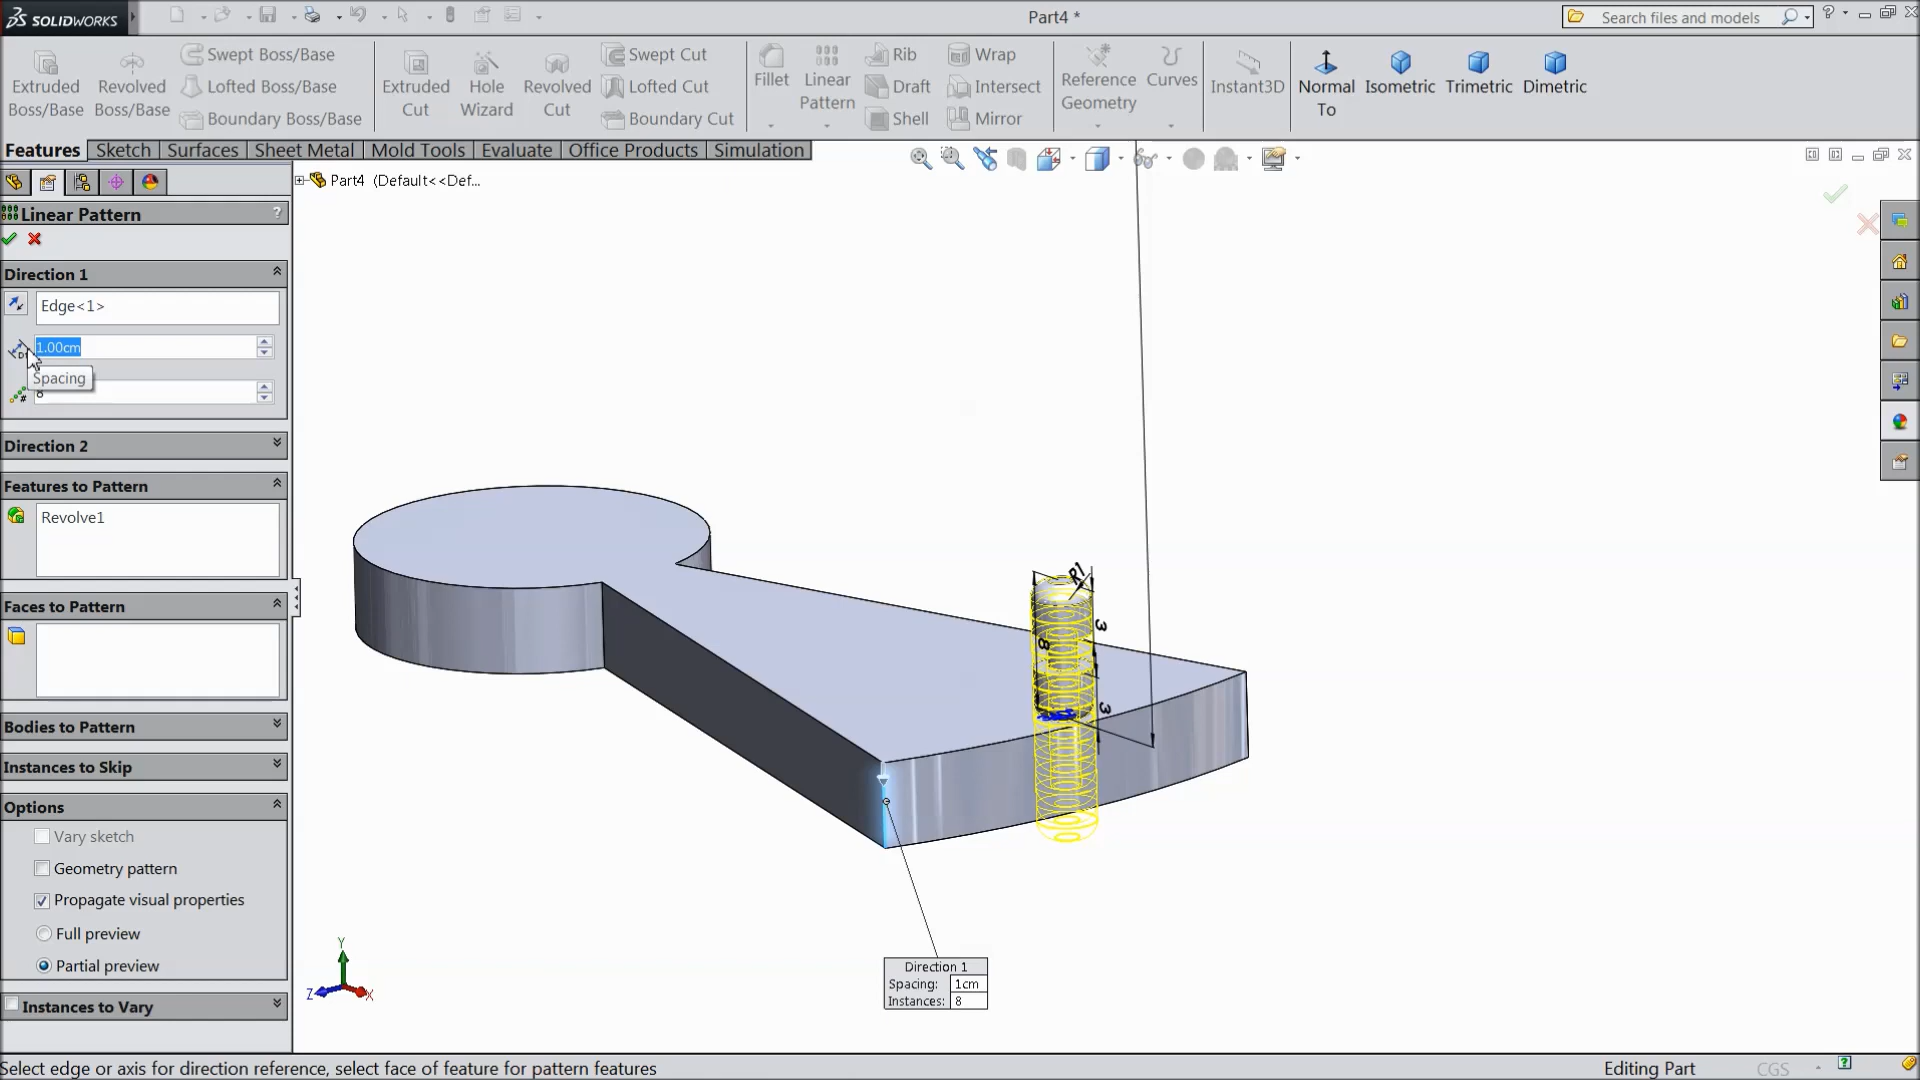 SOLIDWORKS
Part4 *
Search files and models
Extruded Boss/Base
Revolved Boss/Base
Swept Boss/Base
Lofted Boss/Base
Boundary Boss/Base
Extruded Cut
Hole Wizard
Revolved Cut
Swept Cut
Lofted Cut
Boundary Cut
Fillet
Linear Pattern
Rib
Draft
Shell
Wrap
Intersect
Mirror
Reference Geometry
Curves
Instant3D
Normal To
Isometric
Trimetric
Dimetric
Features
Sketch
Surfaces
Sheet Metal
Mold Tools
Evaluate
Office Products
Simulation
Part4 (Default<<Def...
Linear Pattern
?
Direction 1
Edge<1>
1.00cm
Spacing
8
Direction 2
Features to Pattern
Revolve1
Faces to Pattern
Bodies to Pattern
Instances to Skip
Options
Vary sketch
Geometry pattern
Propagate visual properties
Full preview
Partial preview
Instances to Vary
R1
3
8
3
Y
Z
X
Direction 1
Spacing: 1cm
Instances: 8
Select edge or axis for direction reference, select face of feature for pattern features
Editing Part
CGS